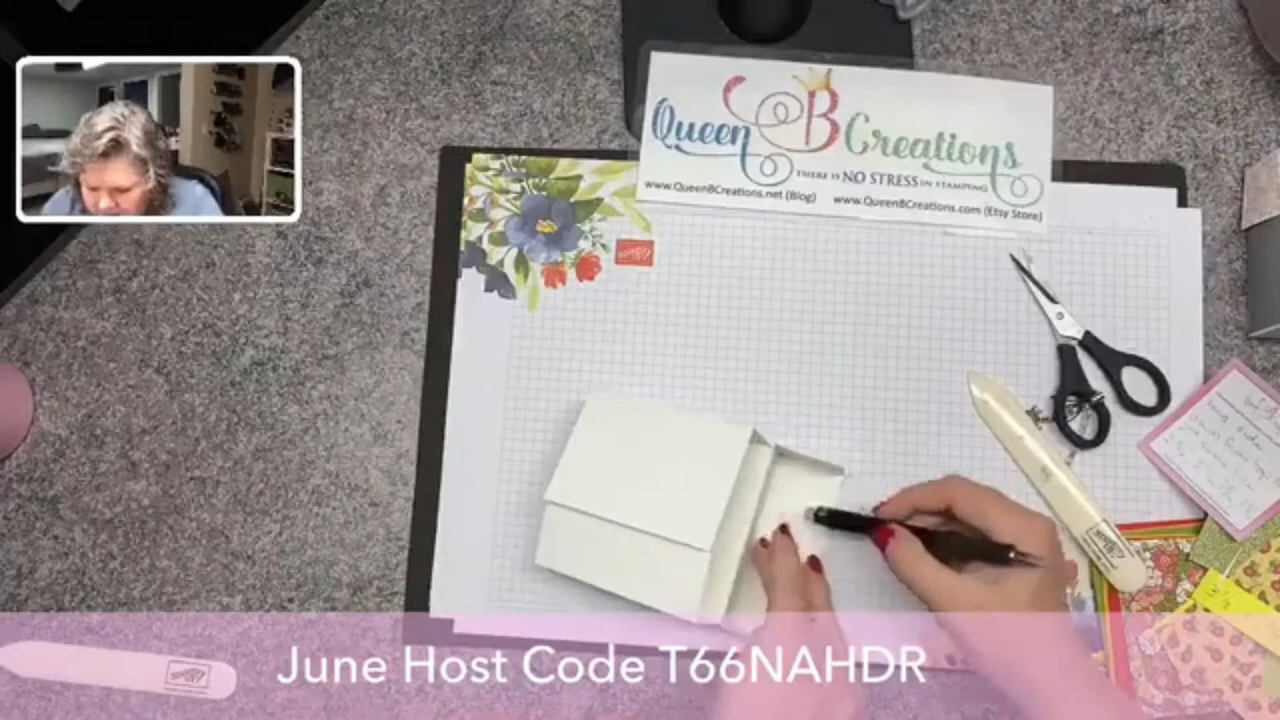 Queen B Creations
THERE IS NO STRESS IN STAMPING
www.QueenBCreations.net (Blog) www.QueenBCreations.com (Etsy Store)
June Host Code T66NAHDR